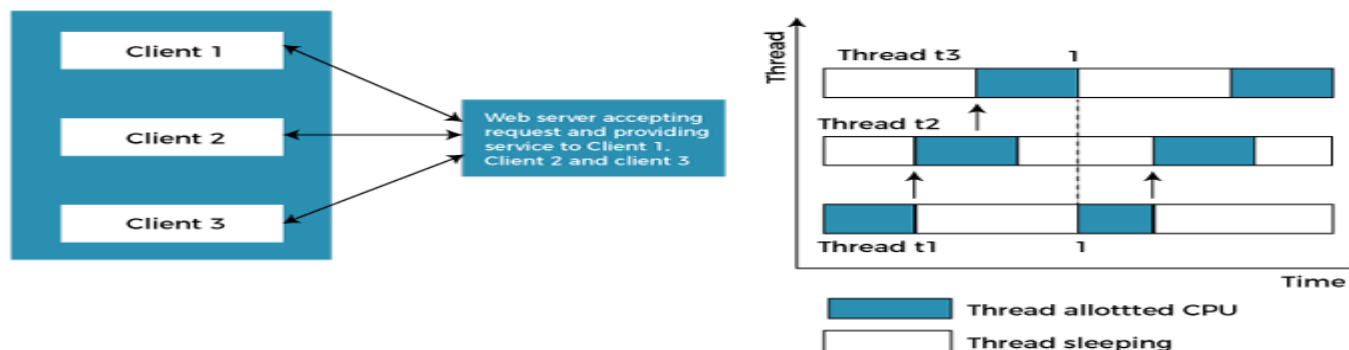 Client 1
Client 2
Client 3
Web server accepting
request and providing
service to Client 1.
Client 2 and client 3
Thread
Thread t3
1
Thread t2
Thread t1
1
Time
Thread allottted CPU
Thread sleeping